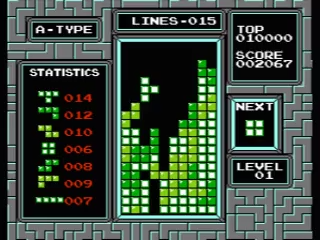 A-TYPE
LINES-015
TOP
010000
SCORE
002067
STATISTICS
014
012
010
006
008
009
007
NEXT
LEVEL
01